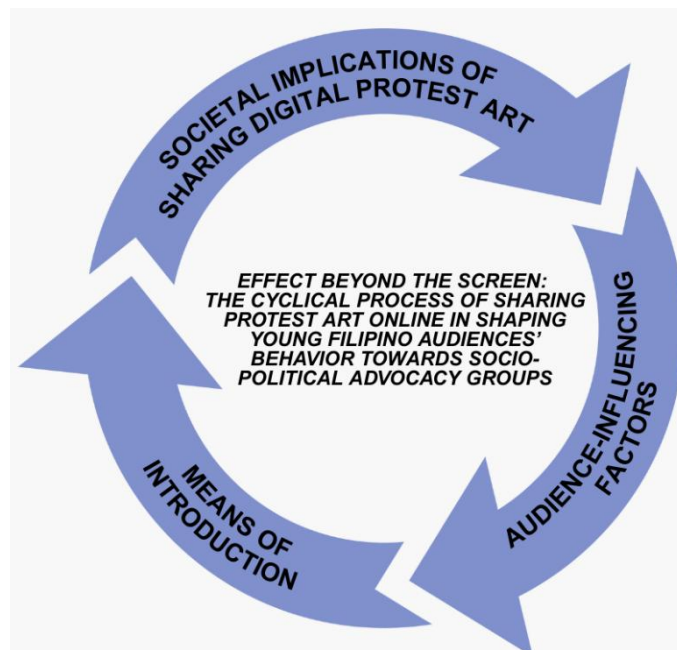 SOCIETAL IMPLICATIONS OF
SHARING DIGITAL PROTEST ART
EFFECT BEYOND THE SCREEN:
THE CYCLICAL PROCESS OF SHARING
PROTEST ART ONLINE IN SHAPING
YOUNG FILIPINO AUDIENCES’
BEHAVIOR TOWARDS SOCIO-
POLITICAL ADVOCACY GROUPS
AUDIENCE-INFLUENCING
FACTORS
MEANS OF
INTRODUCTION